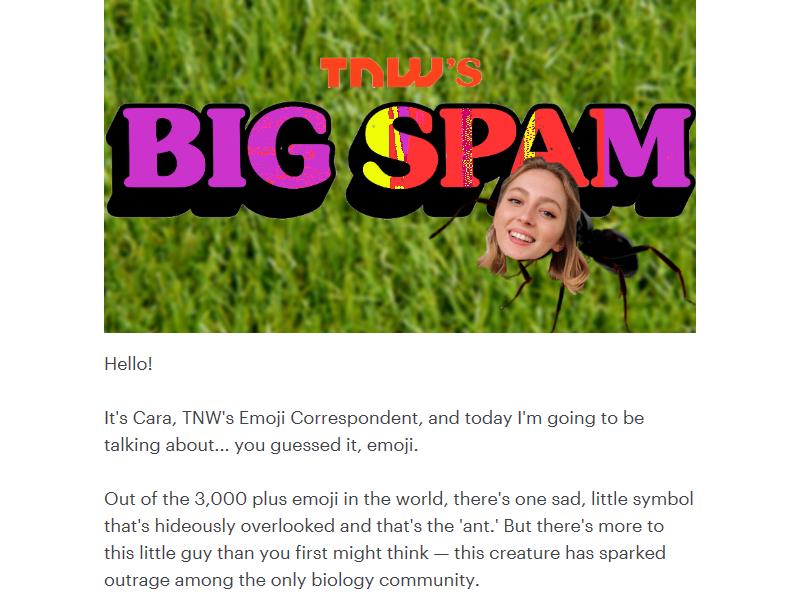 TNW'S
BIG SPAM
Hello!
It's Cara, TNW's Emoji Correspondent, and today I'm going to be
talking about... you guessed it, emoji.
Out of the 3,000 plus emoji in the world, there's one sad, little symbol
that's hideously overlooked and that's the 'ant.' But there's more to
this little guy than you first might think — this creature has sparked
outrage among the only biology community.